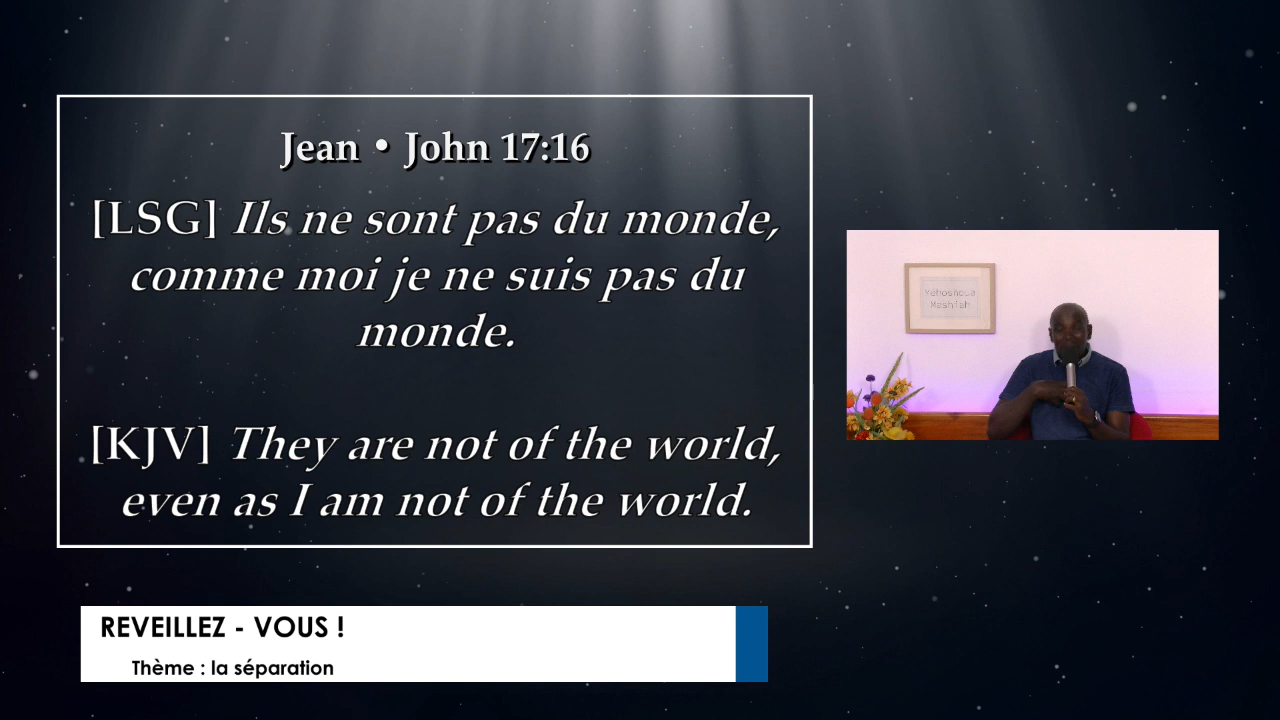 Jean • John 17:16
[LSG] Ils ne sont pas du monde,
comme moi je ne suis pas du
monde.
[KJV] They are not of the world,
even as I am not of the world.
Yehoshoua
Mashiah
REVEILLEZ - VOUS !
Thème : la séparation